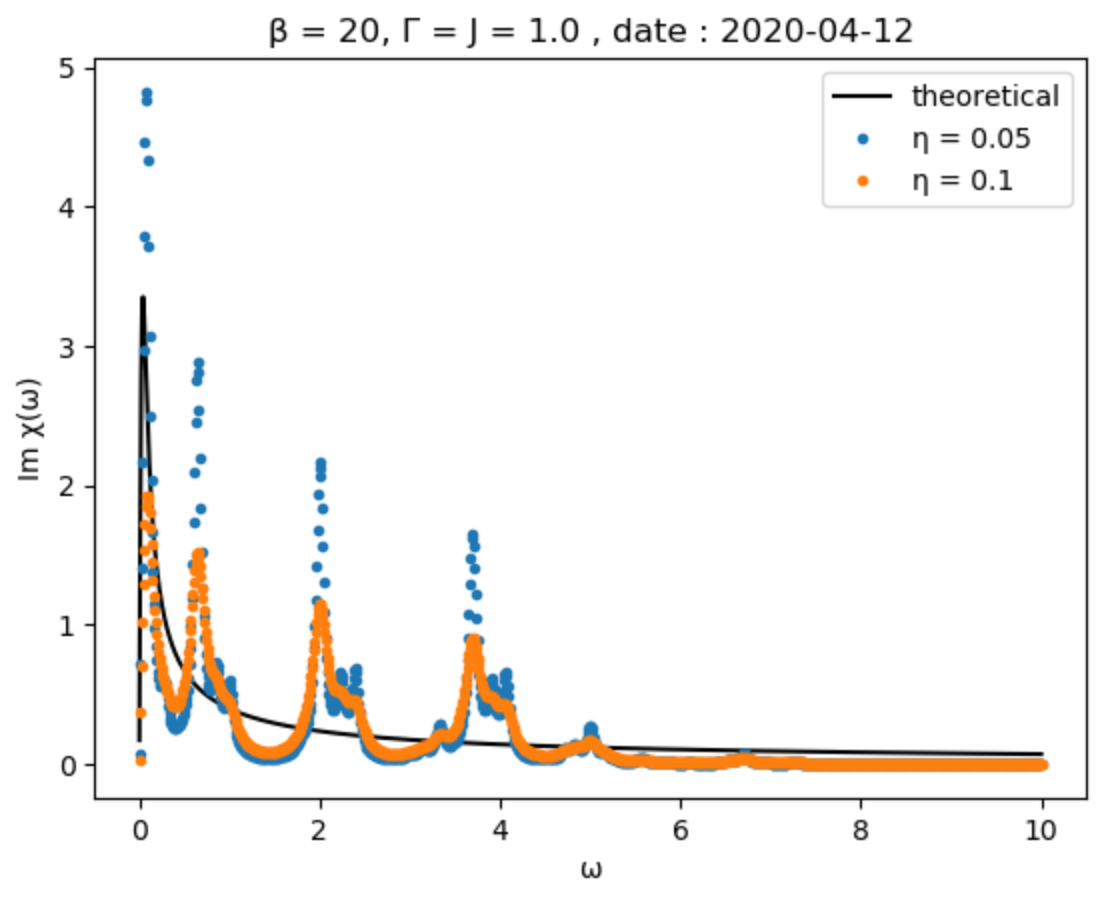 β = 20, Γ = J = 1.0 , date : 2020-04-12
theoretical
η = 0.05
η = 0.1
Im χ(ω)
5
4
3
2
1
0
0 2 4 6 8 10
ω